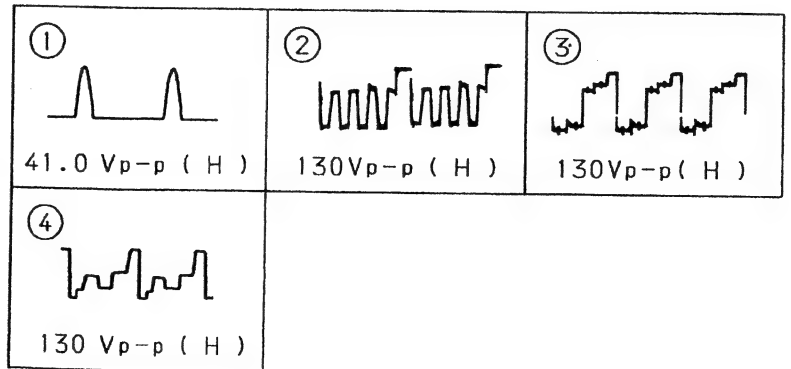 ①
②
③
41.0 Vp-p ( H )
130Vp-p ( H )
130Vp-p( H )
④
130 Vp-p ( H )